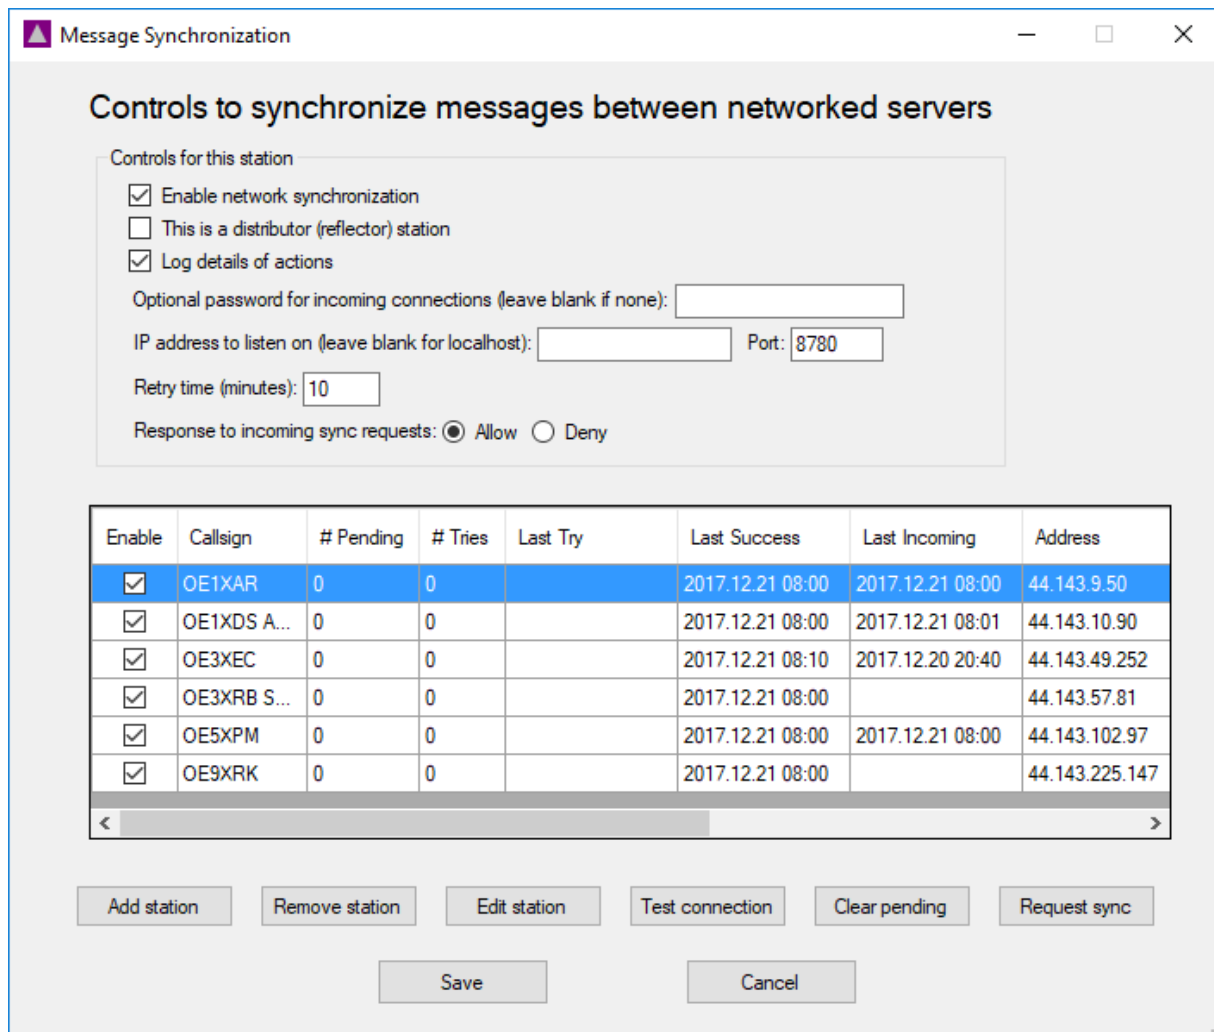 Message Synchronization
Controls to synchronize messages between networked servers
Controls for this station
Enable network synchronization
This is a distributor (reflector) station
Log details of actions
Optional password for incoming connections (leave blank if none):
IP address to listen on (leave blank for localhost): Port: 8780
Retry time (minutes): 10
Response to incoming sync requests: Allow Deny
Enable Callsign # Pending # Tries Last Try Last Success Last Incoming Address
OE1XAR 0 0 2017.12.21 08:00 2017.12.21 08:00 44.143.9.50
OE1XDS A... 0 0 2017.12.21 08:00 2017.12.21 08:01 44.143.10.90
OE3XEC 0 0 2017.12.21 08:10 2017.12.20 20:40 44.143.49.252
OE3XRB S... 0 0 2017.12.21 08:00 44.143.57.81
OE5XPM 0 0 2017.12.21 08:00 2017.12.21 08:00 44.143.102.97
OE9XRK 0 0 2017.12.21 08:00 44.143.225.147
Add station Remove station Edit station Test connection Clear pending Request sync
Save Cancel